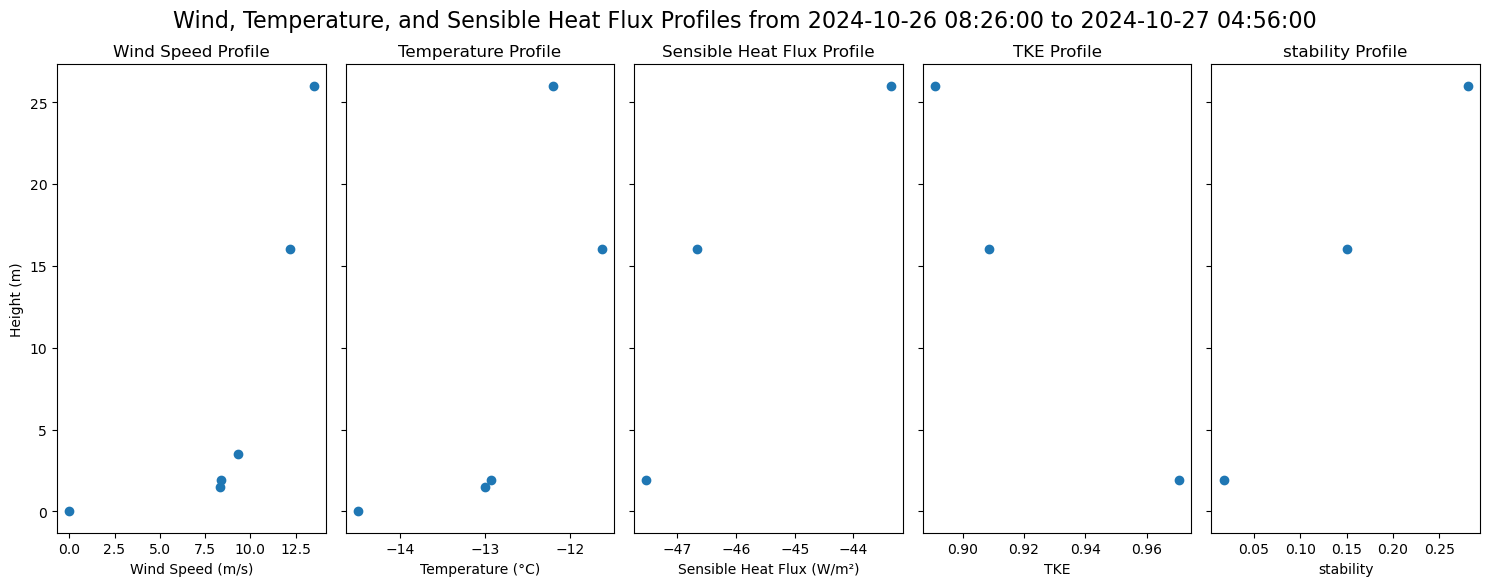 Wind, Temperature, and Sensible Heat Flux Profiles from 2024-10-26 08:26:00 to 2024-10-27 04:56:00
Wind Speed Profile
Temperature Profile
Sensible Heat Flux Profile
TKE Profile
stability Profile
Height (m)
25
20
15
10
5
0
0.0 2.5 5.0 7.5 10.0 12.5
−14 −13 −12
−47 −46 −45 −44
0.90 0.92 0.94 0.96
0.05 0.10 0.15 0.20 0.25
Wind Speed (m/s)
Temperature (°C)
Sensible Heat Flux (W/m²)
TKE
stability